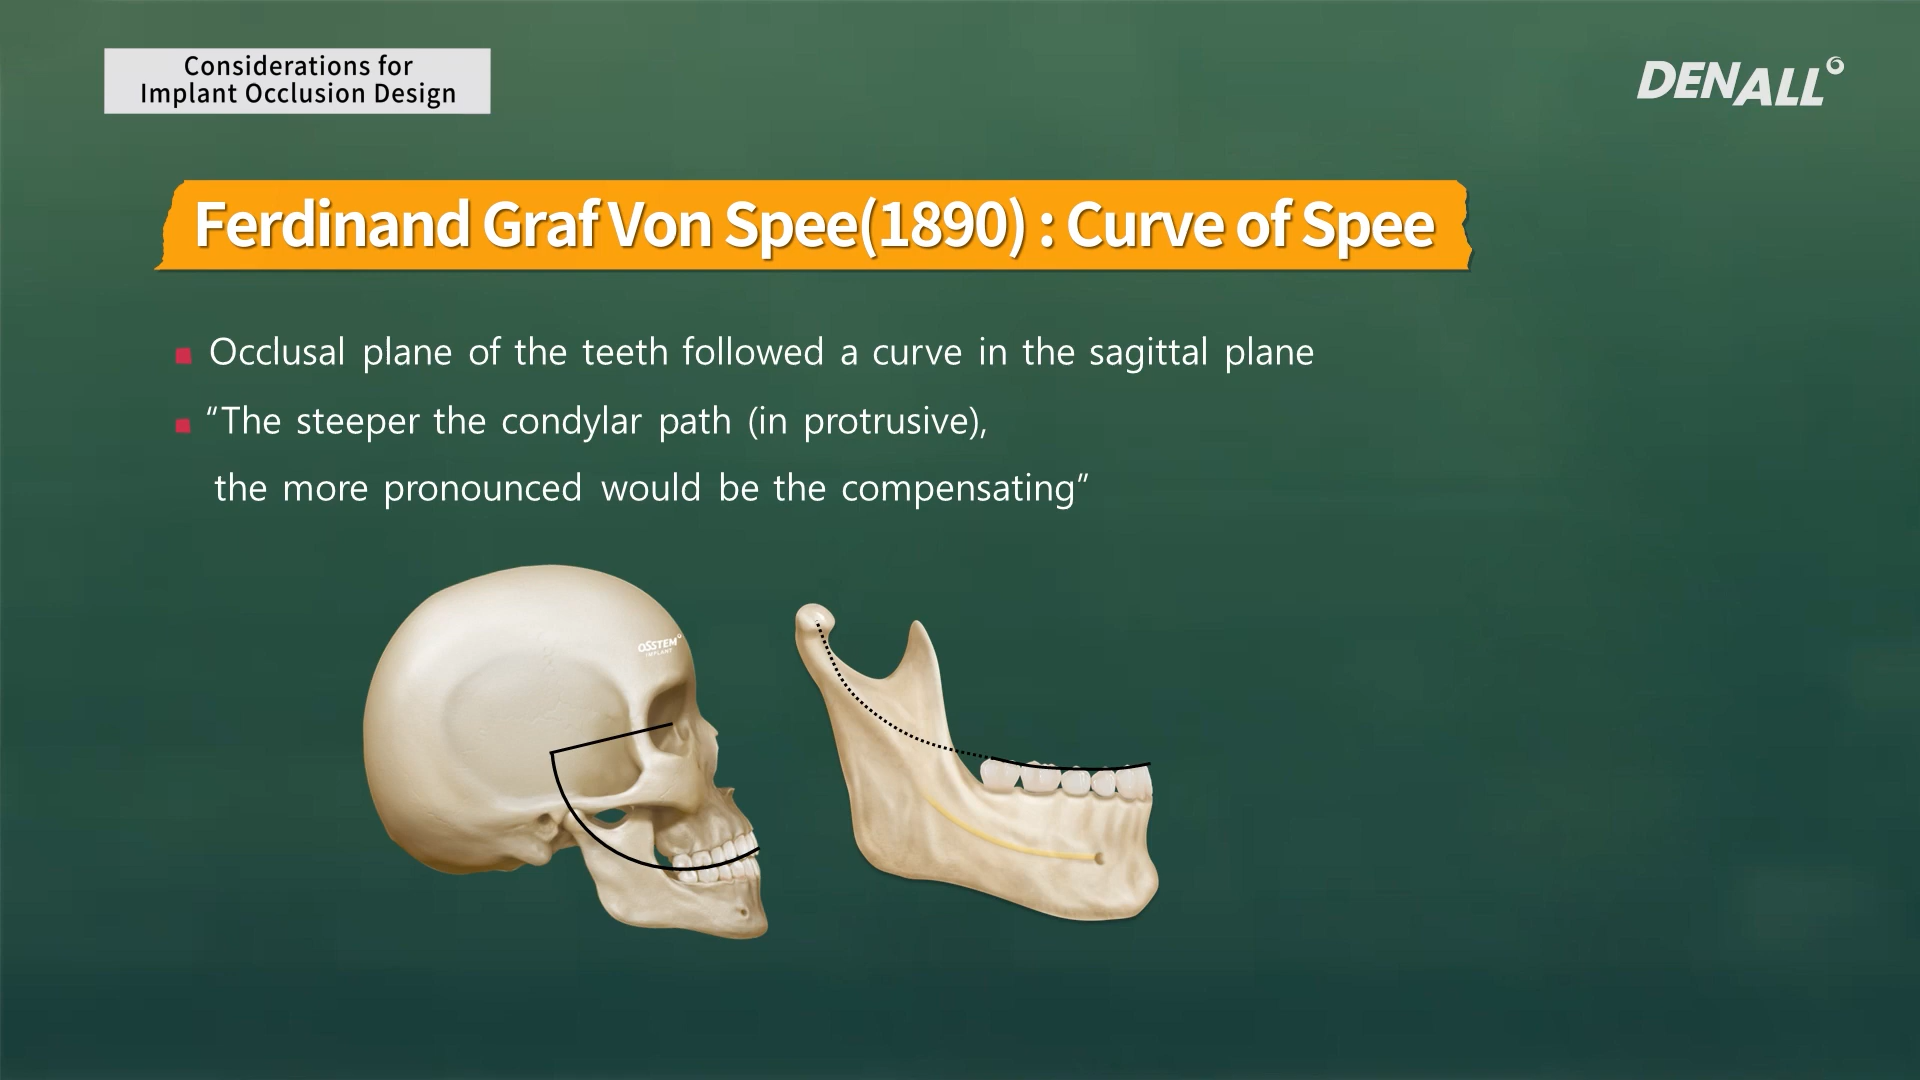 Considerations for
Implant Occlusion Design
DENALL
Ferdinand Graf Von Spee(1890) : Curve of Spee
Occlusal plane of the teeth followed a curve in the sagittal plane
“The steeper the condylar path (in protrusive),
the more pronounced would be the compensating”
OSSTEM
IMPLANT